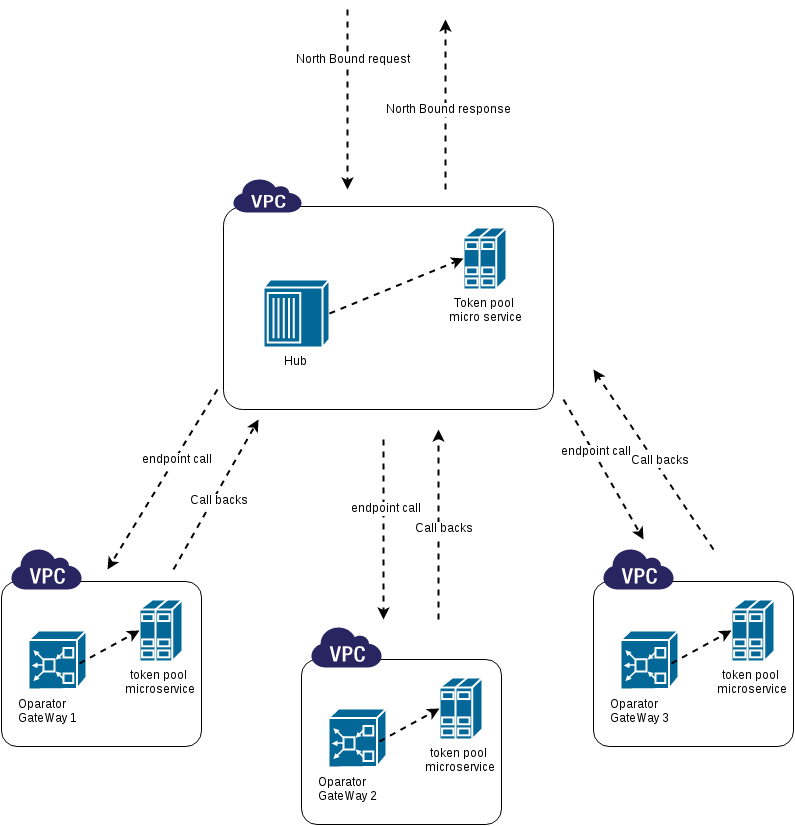 North Bound request
North Bound response
VPC
Token pool
micro service
Hub
endpoint call
Call backs
endpoint call
Call backs
endpoint call
Call backs
VPC
token pool
microservice
Oparator
GateWay 1
VPC
token pool
microservice
Oparator
GateWay 2
VPC
token pool
microservice
Oparator
GateWay 3